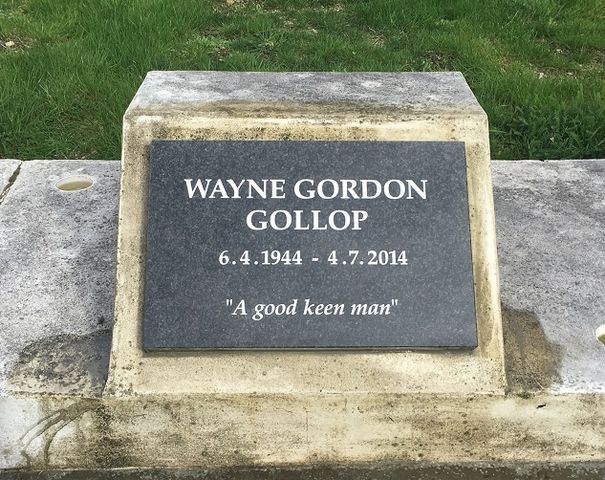 WAYNE GORDON
GOLLOP
6.4.1944 - 4.7.2014
"A good keen man"